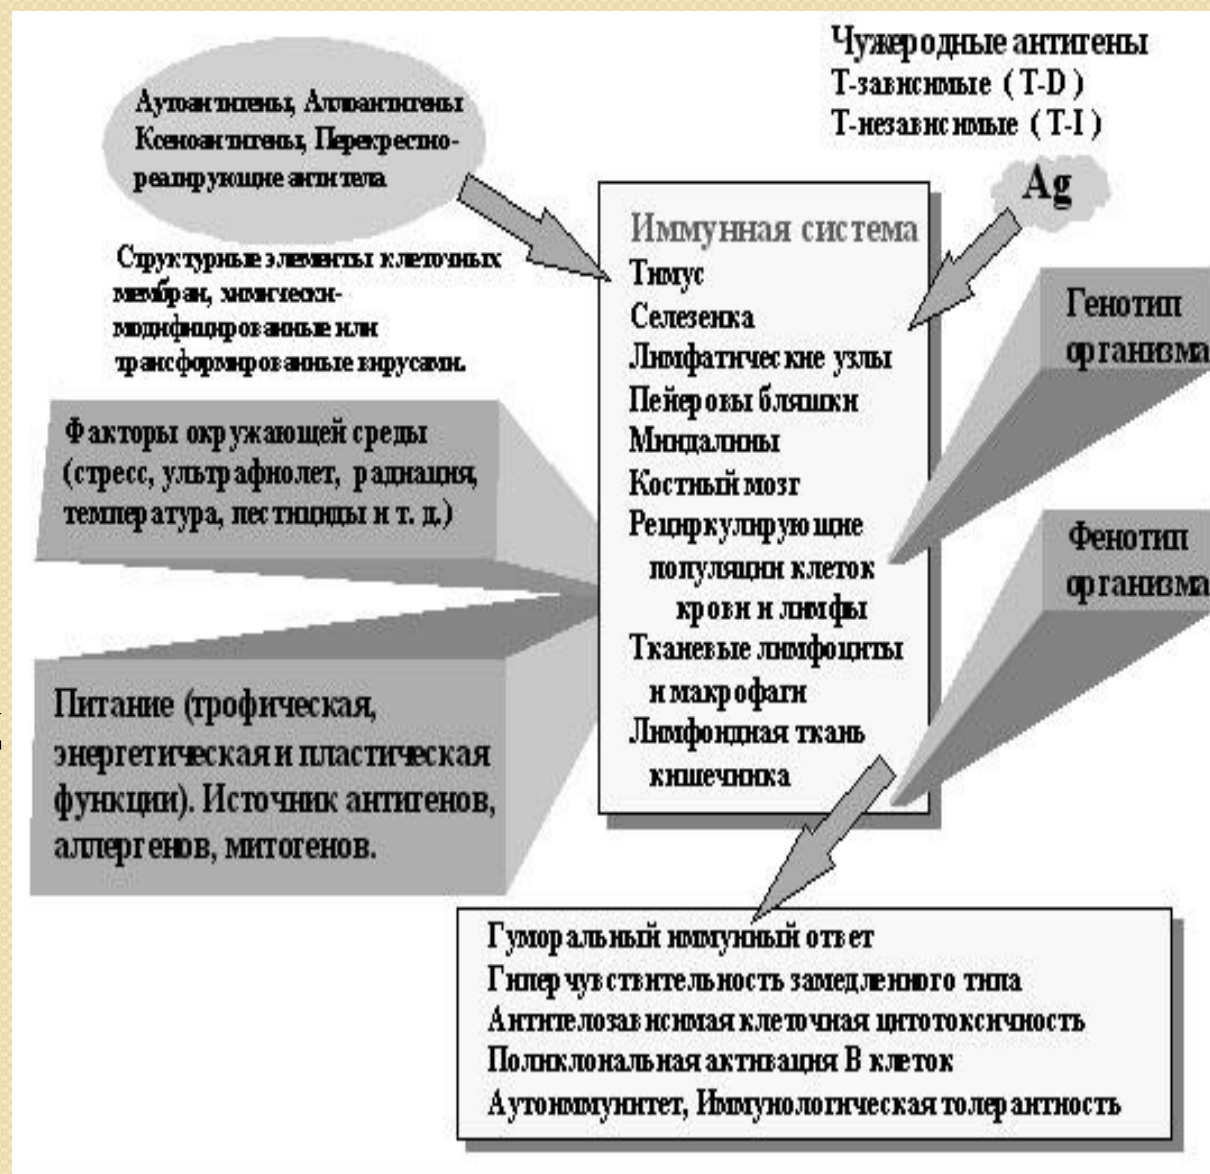 Аутоантигены, Аллоантигены
Ксеноантигены, Перекрестно-
реагирующие антитела
Чужеродные антигены
Т-зависимые ( Т-D )
Т-независимые ( Т-I )
Ag
Структурные элементы клеточных
мембран, химически-
модифицированные или
трансформированные вирусами.
Иммунная система
Тимус
Селезенка
Лимфатические узлы
Пейеровы бляшки
Миндалины
Костный мозг
Рециркулирующие
популяции клеток
крови и лимфы
Тканевые лимфоциты
и макрофаги
Лимфоидная ткань
кишечника
Генотип
организма
Фенотип
организма
Факторы окружающей среды
(стресс, ультрафиолет, радиация,
температура, пестициды и т. д.)
Питание (трофическая,
энергетическая и пластическая
функции). Источник антигенов,
аллергенов, митогенов.
Гуморальный иммунный ответ
Гиперчувствительность замедленного типа
Антителозависимая клеточная цитотоксичность
Поликлональная активация В клеток
Аутоиммунитет, Иммунологическая толерантность